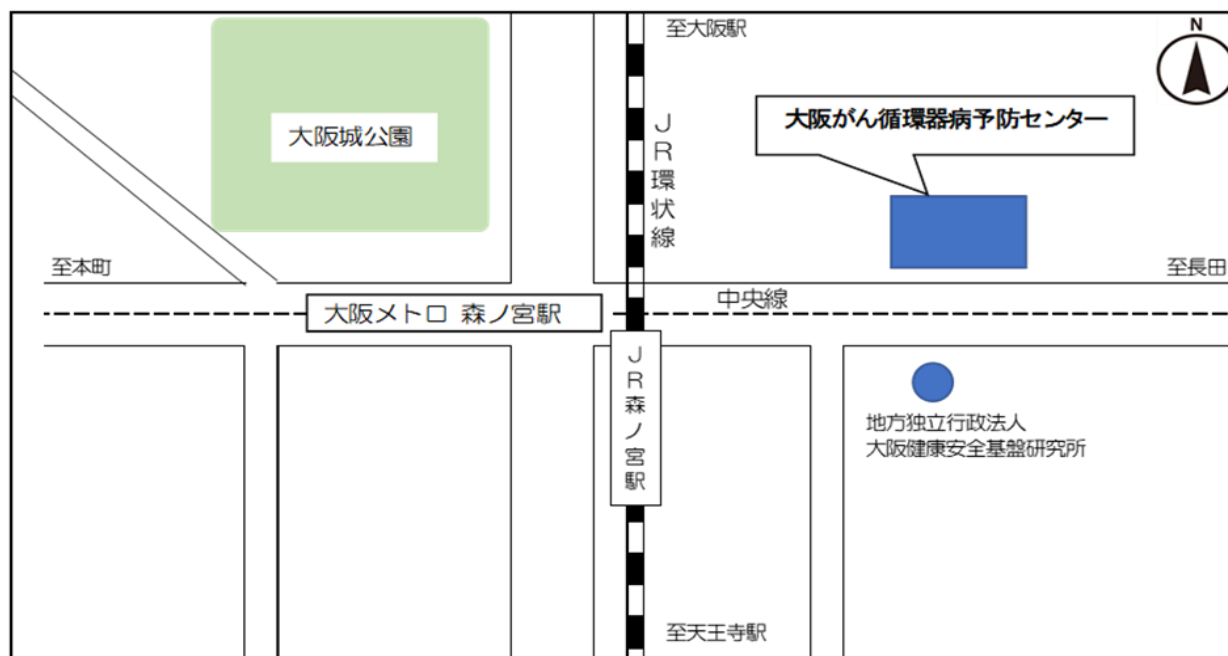 至大阪駅
N
大阪がん循環器病予防センター
大阪城公園
JR環状線
至本町
至長田
中央線
大阪メトロ 森ノ宮駅
JR森ノ宮駅
地方独立行政法人
大阪健康安全基盤研究所
至天王寺駅